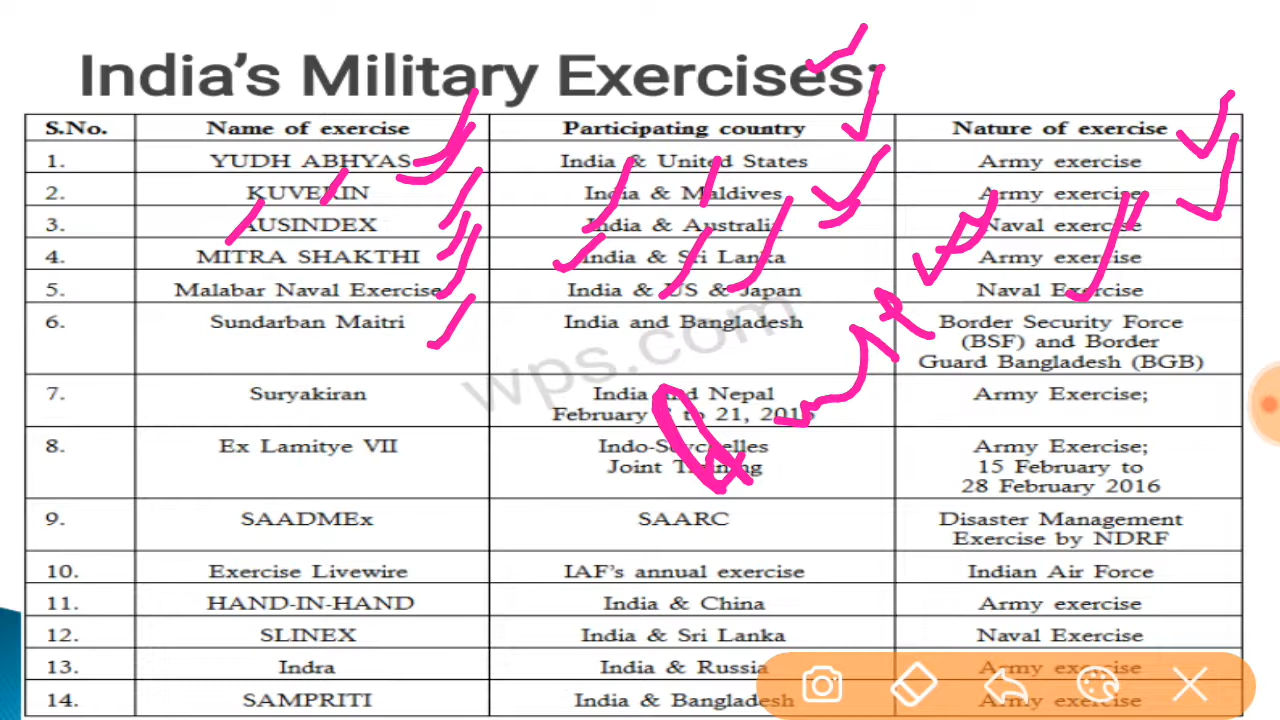 India's Military Exercises:
S.No. Name of exercise Participating country Nature of exercise
1. YUDH ABHYAS India & United States Army exercise
2. KUVERIN India & Maldives Army exercise
3. AUSINDEX India & Australia Naval exercise
4. MITRA SHAKTHI India & Sri Lanka Army exercise
5. Malabar Naval Exercise India & US & Japan Naval Exercise
6. Sundarban Maitri India and Bangladesh Border Security Force
(BSF) and Border
Guard Bangladesh (BGB)
7. Suryakiran India and Nepal Army Exercise;
February to 21,
8. Ex Lamitye VII Indo-Seychelles Army Exercise;
Joint Training 15 February to
28 February 2016
9. SAADMEx SAARC Disaster Management
Exercise by NDRF
10. Exercise Livewire IAF's annual exercise Indian Air Force
11. HAND-IN-HAND India & China Army exercise
12. SLINEX India & Sri Lanka Naval Exercise
13. Indra India & Russia Army exercise
14. SAMPRITI India & Bangladesh Army exercise
wps.com